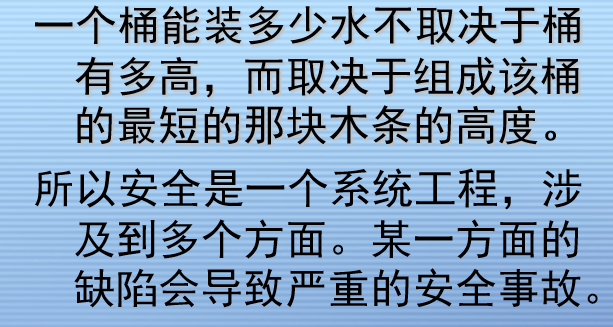 一个桶能装多少水不取决于桶
有多高，而取决于组成该桶
的最短的那块木条的高度。
所以安全是一个系统工程，涉
及到多个方面。某一方面的
缺陷会导致严重的安全事故。